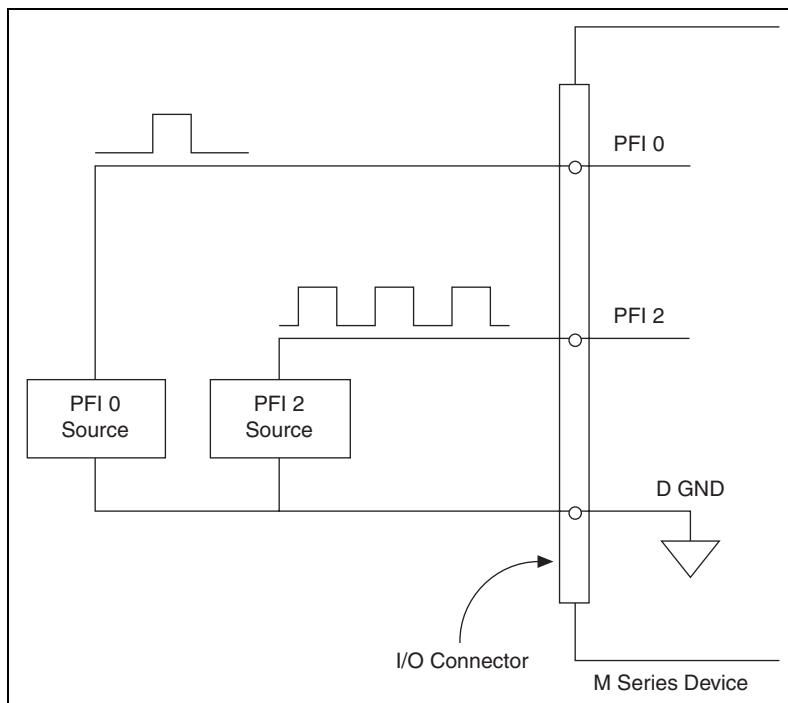 PFI 0
PFI 2
PFI 0
Source
PFI 2
Source
D GND
I/O Connector
M Series Device